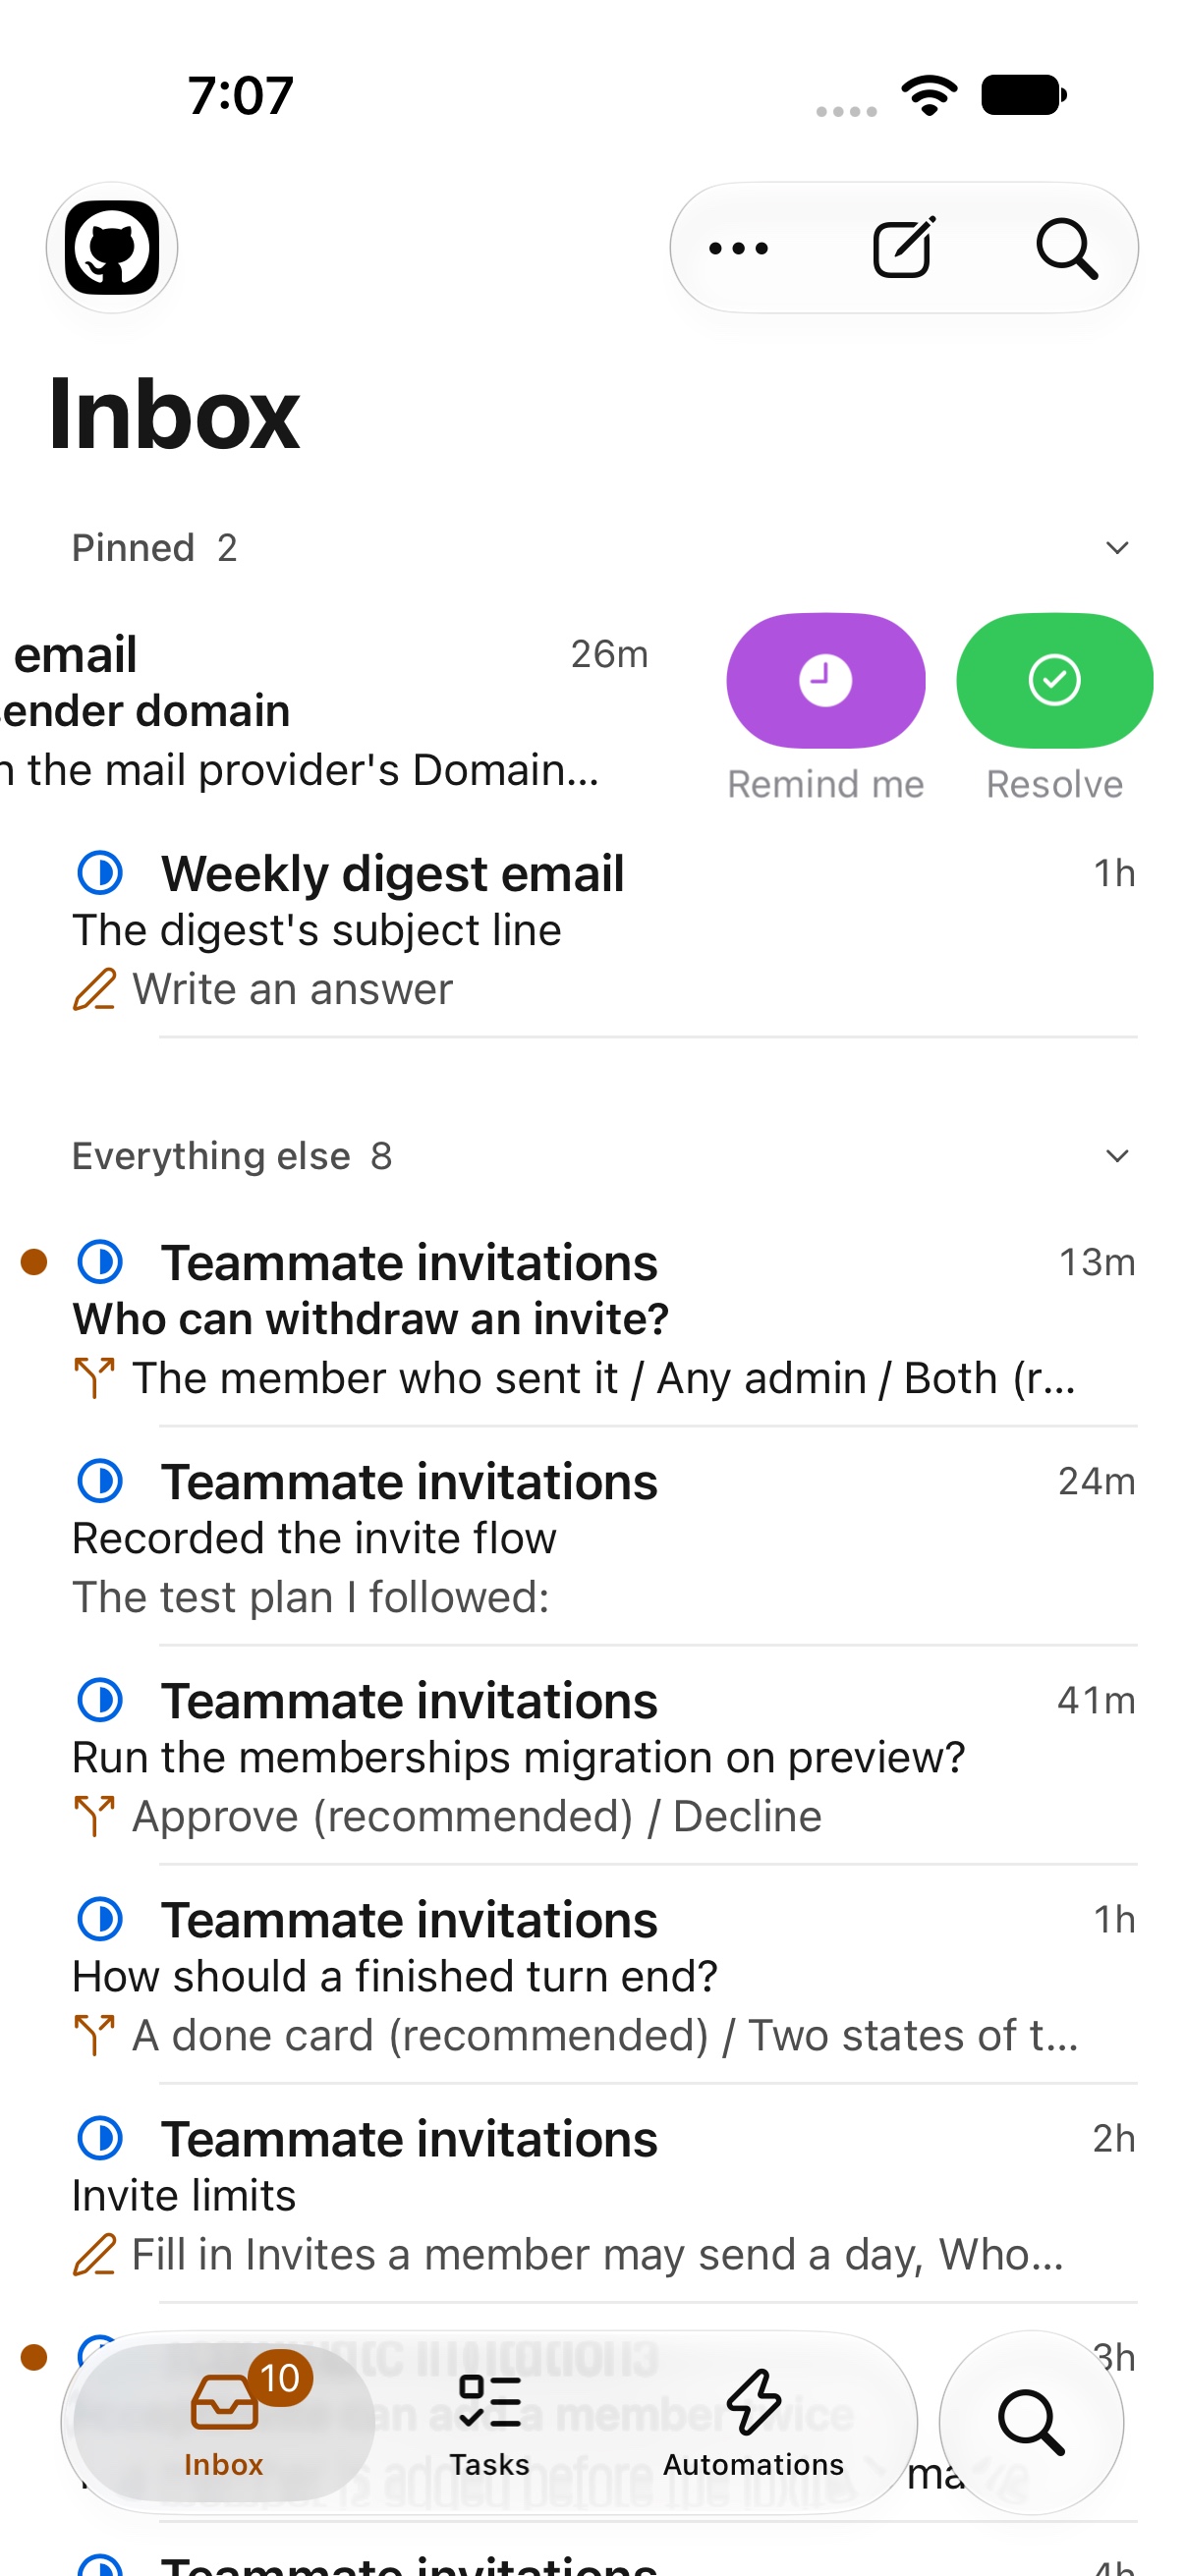 7:07
Inbox
Pinned 2
email 26m
sender domain
the mail provider's Domain...
Remind me Resolve
Weekly digest email 1h
The digest's subject line
Write an answer
Everything else 8
Teammate invitations 13m
Who can withdraw an invite?
The member who sent it / Any admin / Both (r...
Teammate invitations 24m
Recorded the invite flow
The test plan I followed:
Teammate invitations 41m
Run the memberships migration on preview?
Approve (recommended) / Decline
Teammate invitations 1h
How should a finished turn end?
A done card (recommended) / Two states of t...
Teammate invitations 2h
Invite limits
Fill in Invites a member may send a day, Who...
3h
10
Inbox Tasks Automations
Teammate invitations 4h